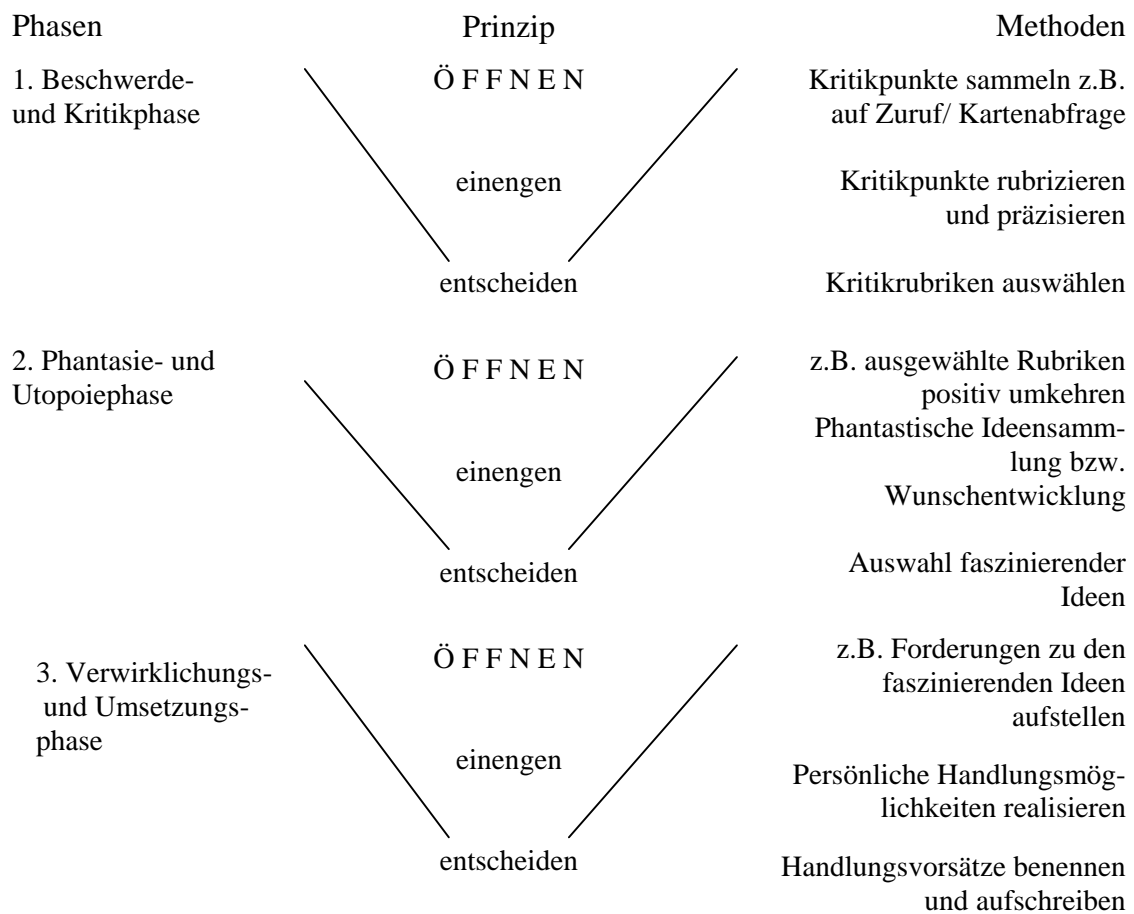 Phasen Prinzip Methoden
1. Beschwerde-
und Kritikphase
Ö F F N E N
einengen
entscheiden
Kritikpunkte sammeln z.B.
auf Zuruf/ Kartenabfrage
Kritikpunkte rubrizieren
und präzisieren
Kritikrubriken auswählen
2. Phantasie- und
Utopoiephase
Ö F F N E N
einengen
entscheiden
z.B. ausgewählte Rubriken
positiv umkehren
Phantastische Ideensamm-
lung bzw.
Wunschentwicklung
Auswahl faszinierender
Ideen
3. Verwirklichungs-
und Umsetzungs-
phase
Ö F F N E N
einengen
entscheiden
z.B. Forderungen zu den
faszinierenden Ideen
aufstellen
Persönliche Handlungsmög-
lichkeiten realisieren
Handlungsvorsätze benennen
und aufschreiben